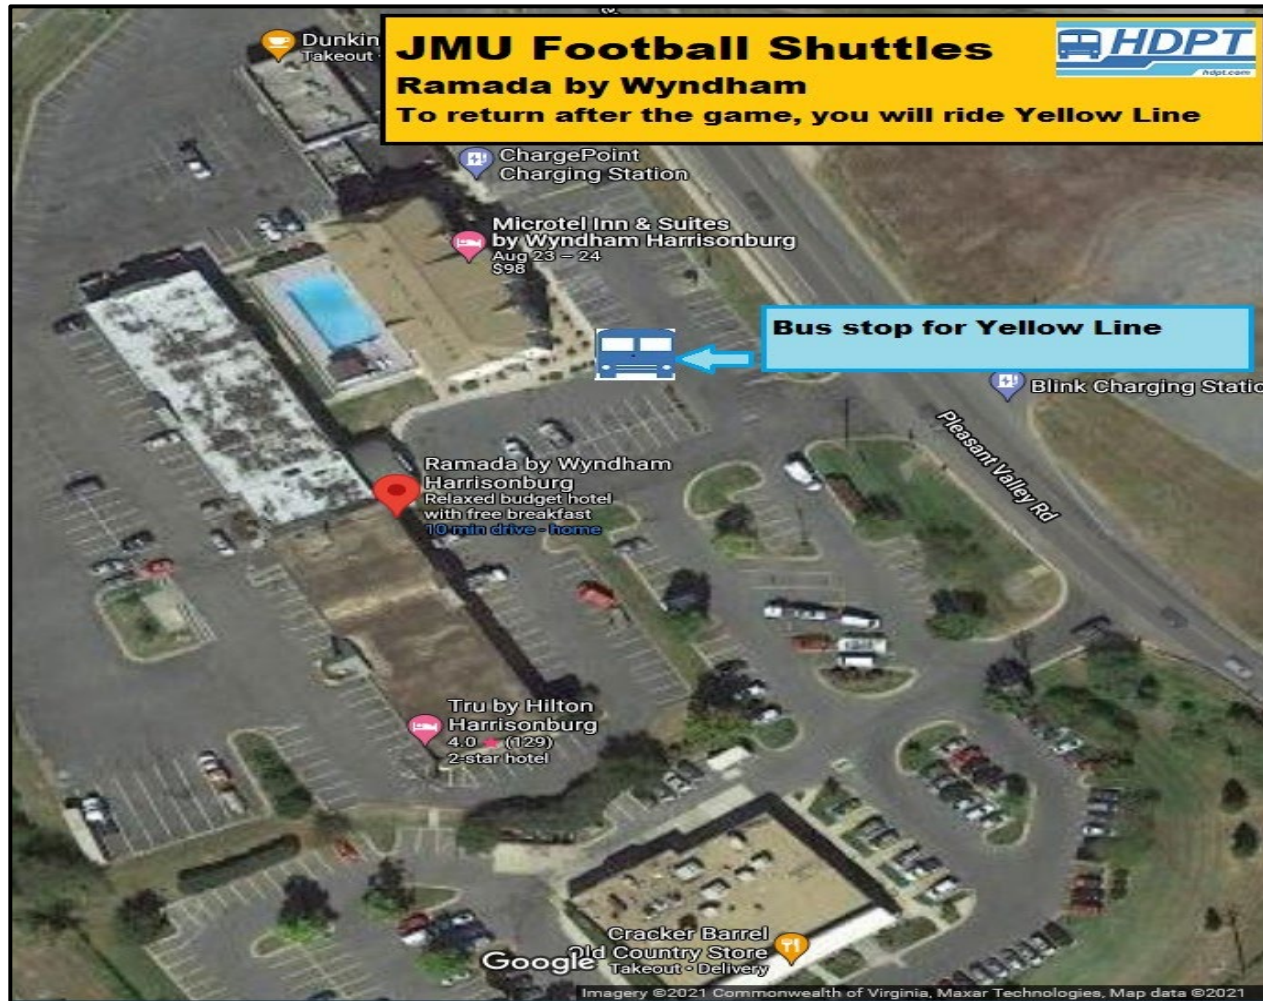 JMU Football Shuttles
HDPT
hdpt.com
Ramada by Wyndham
To return after the game, you will ride Yellow Line
Dunkin
Takeout
ChargePoint
Charging Station
Microtel Inn & Suites
by Wyndham Harrisonburg
Aug 23 – 24
$98
Bus stop for Yellow Line
Blink Charging Statio
Pleasant Valley Rd
Ramada by Wyndham
Harrisonburg
Relaxed budget hotel
with free breakfast
10 min drive - home
Tru by Hilton
Harrisonburg
4.0 ★ (129)
2-star hotel
Cracker Barrel
Old Country Store
Takeout • Delivery
Google
Imagery ©2021 Commonwealth of Virginia, Maxar Technologies, Map data ©2021